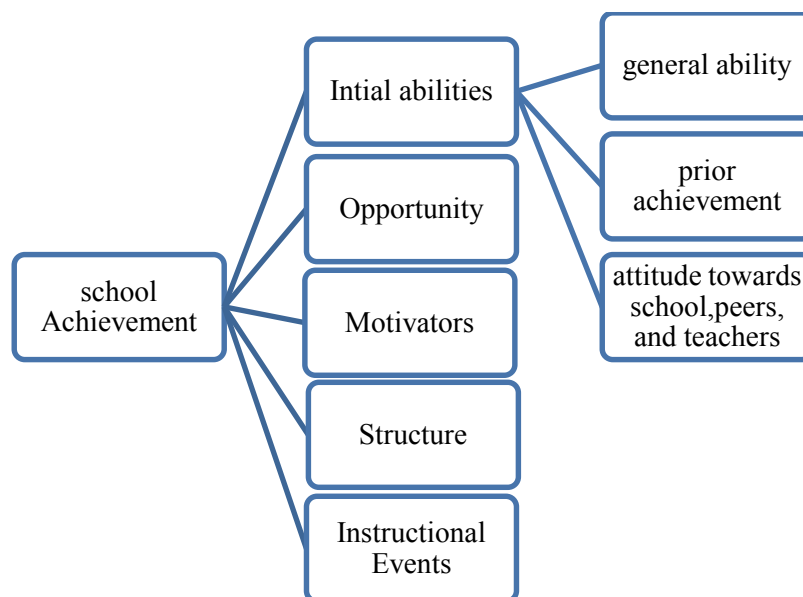 school
Achievement
Intial abilities
Opportunity
Motivators
Structure
Instructional
Events
general ability
prior
achievement
attitude towards
school,peers,
and teachers